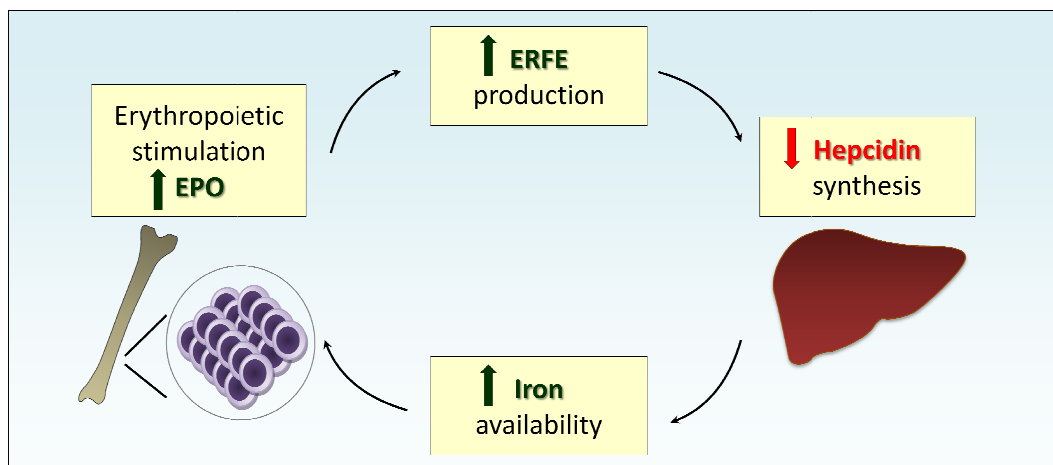 Erythropoietic
stimulation
EPO
ERFE
production
Hepcidin
synthesis
Iron
availability